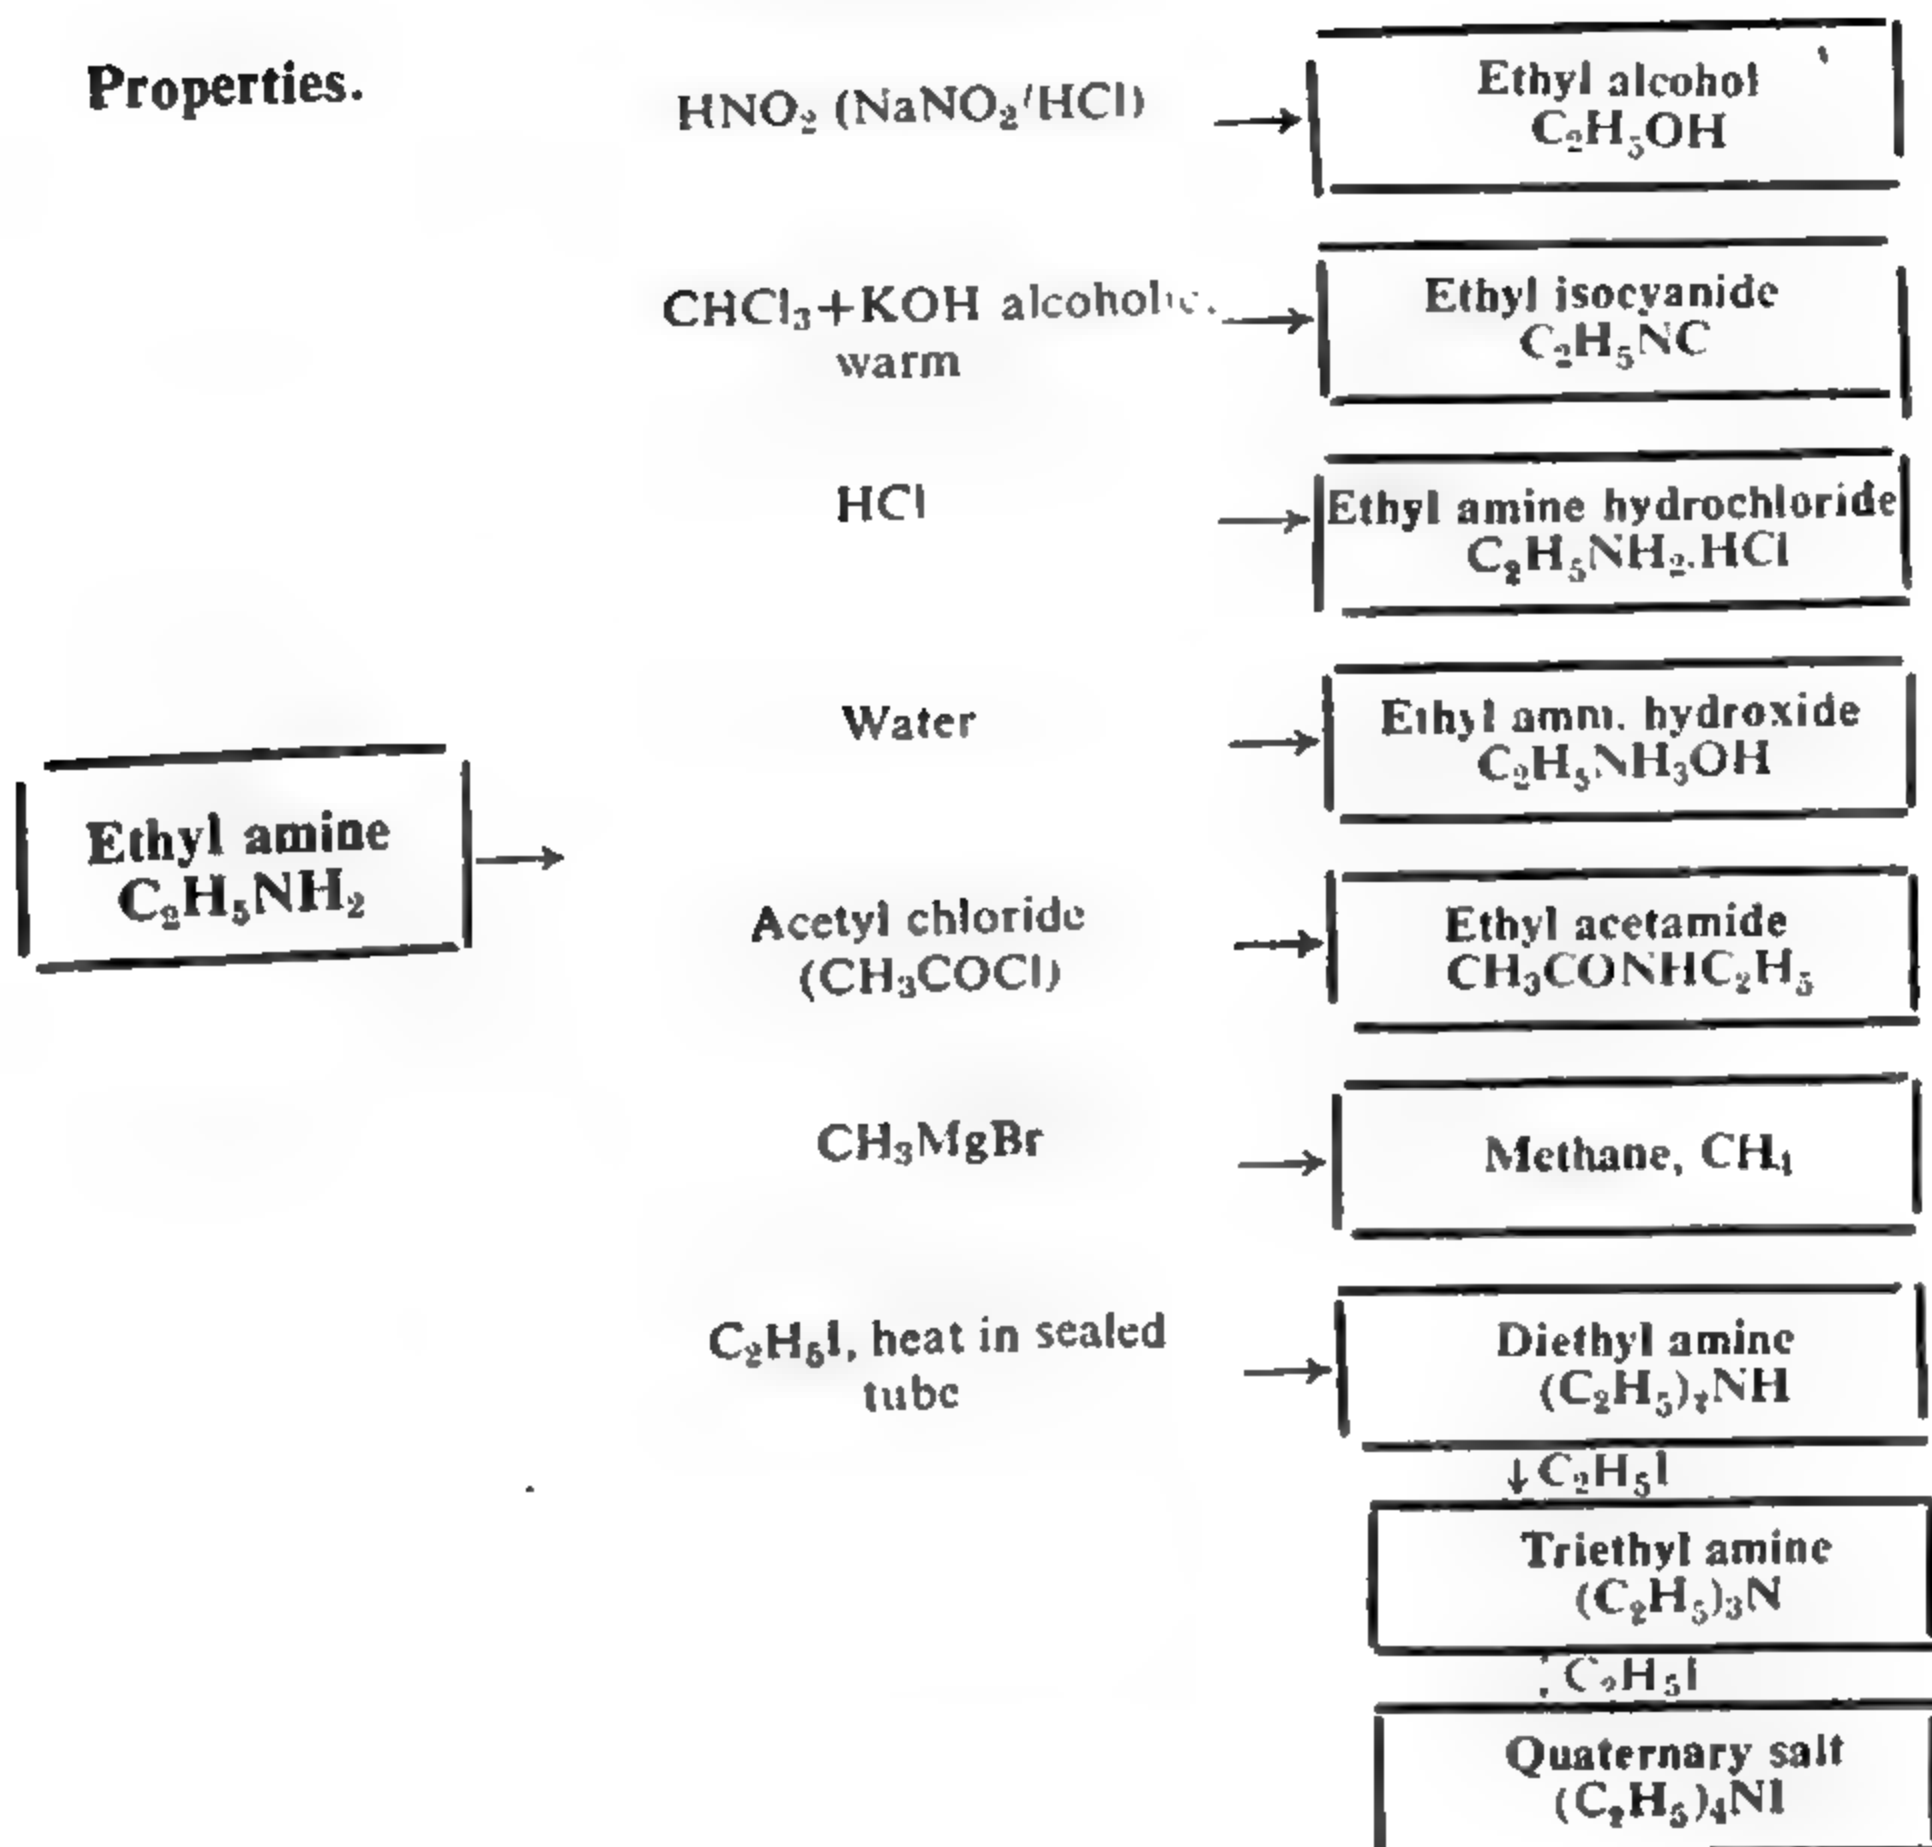 Properties.
HNO₂ (NaNO₂/HCl) →
Ethyl alcohol
C₂H₅OH
CHCl₃+KOH alcoholic. →
warm
Ethyl isocyanide
C₂H₅NC
HCl →
Ethyl amine hydrochloride
C₂H₅NH₂.HCl
Water →
Ethyl amm. hydroxide
C₂H₅NH₃OH
Ethyl amine →
C₂H₅NH₂
Acetyl chloride →
(CH₃COCl)
Ethyl acetamide
CH₃CONHC₂H₅
CH₃MgBr →
Methane, CH₄
C₂H₅I, heat in sealed →
tube
Diethyl amine
(C₂H₅)₂NH
↓ C₂H₅I
Triethyl amine
(C₂H₅)₃N
C₂H₅I
Quaternary salt
(C₂H₅)₄NI